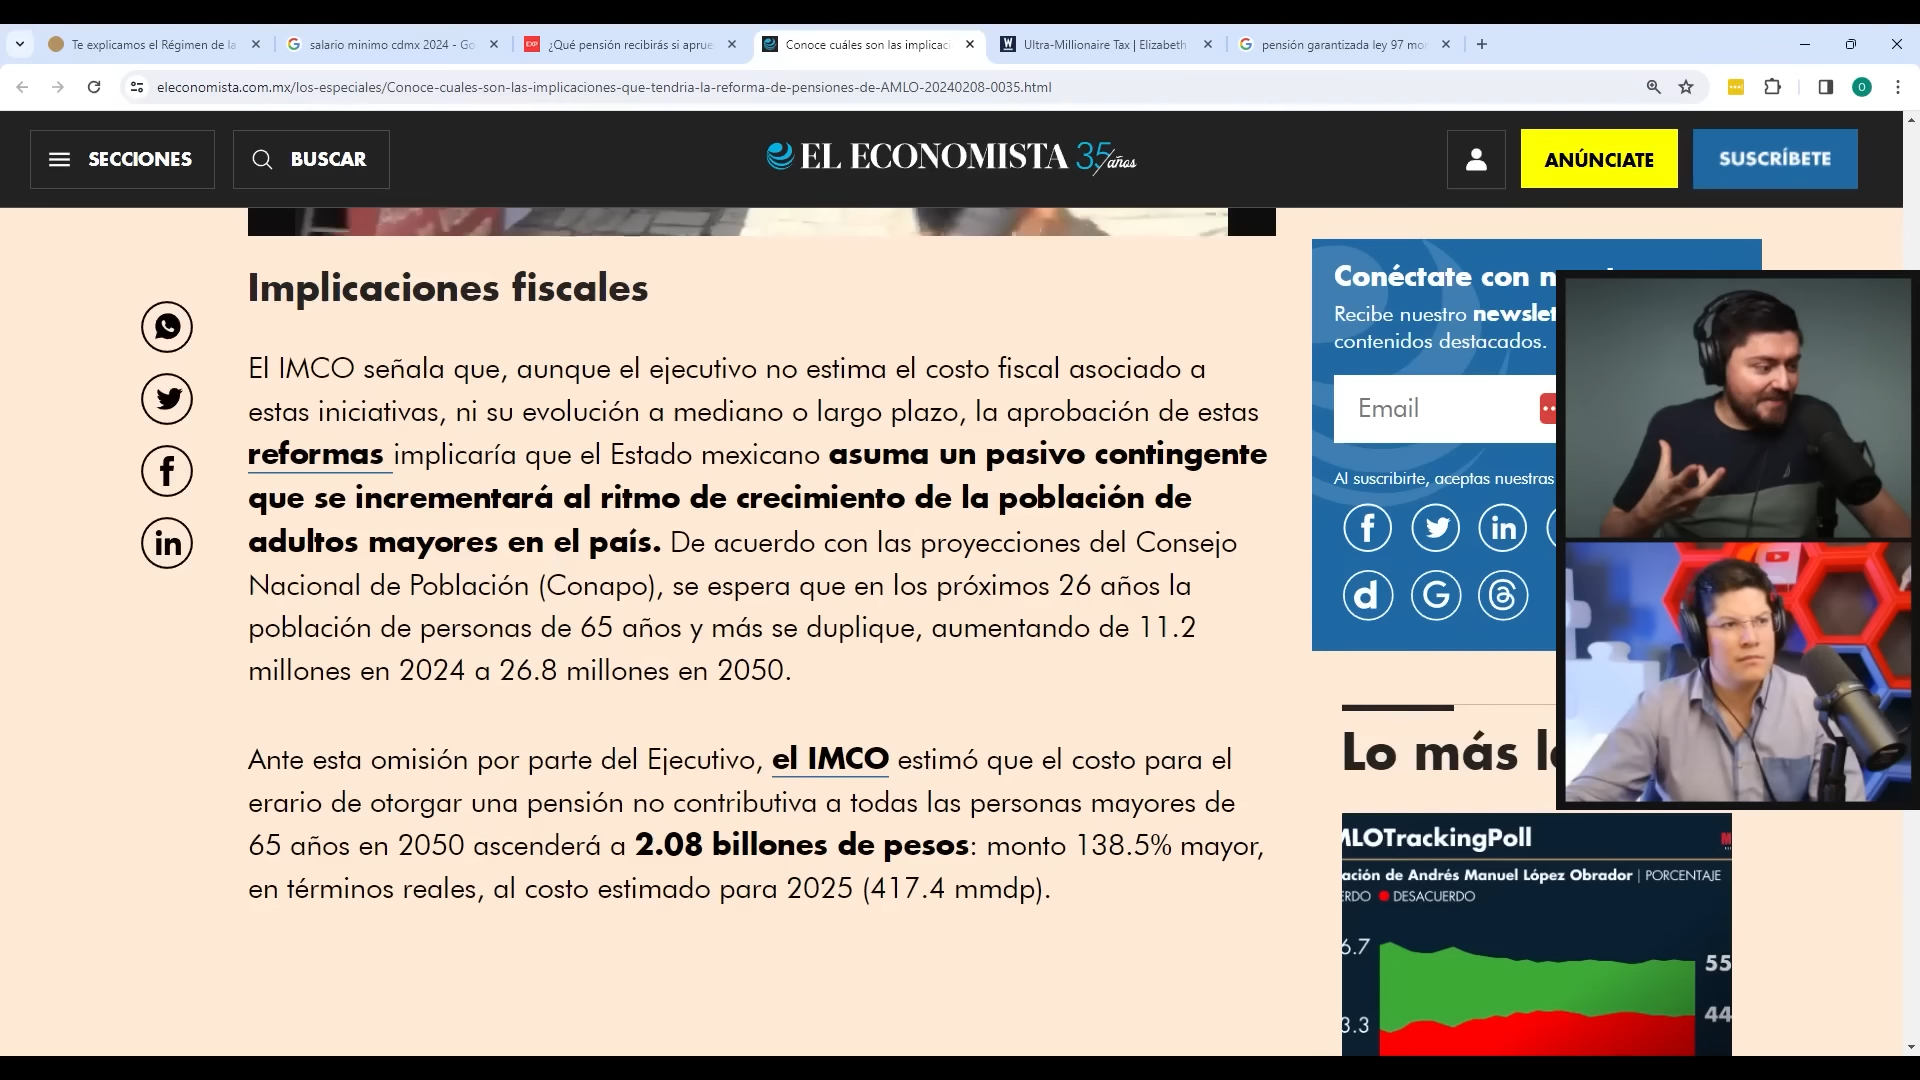 Te explicamos el Régimen de la
salario minimo cdmx 2024 - Go
¿Qué pensión recibirás si aprue
Conoce cuáles son las implicac
Ultra-Millionaire Tax | Elizabeth
pensión garantizada ley 97 mo
eleconomista.com.mx/los-especiales/Conoce-cuales-son-las-implicaciones-que-tendria-la-reforma-de-pensiones-de-AMLO-20240208-0035.html
SECCIONES
BUSCAR
EL ECONOMISTA 35 años
ANÚNCIATE
SUSCRÍBETE
Implicaciones fiscales
El IMCO señala que, aunque el ejecutivo no estima el costo fiscal asociado a
estas iniciativas, ni su evolución a mediano o largo plazo, la aprobación de estas
reformas implicaría que el Estado mexicano asuma un pasivo contingente
que se incrementará al ritmo de crecimiento de la población de
adultos mayores en el país. De acuerdo con las proyecciones del Consejo
Nacional de Población (Conapo), se espera que en los próximos 26 años la
población de personas de 65 años y más se duplique, aumentando de 11.2
millones en 2024 a 26.8 millones en 2050.
Ante esta omisión por parte del Ejecutivo, el IMCO estimó que el costo para el
erario de otorgar una pensión no contributiva a todas las personas mayores de
65 años en 2050 ascenderá a 2.08 billones de pesos: monto 138.5% mayor,
en términos reales, al costo estimado para 2025 (417.4 mmdp).
Conéctate con n
Recibe nuestro newslet
contenidos destacados.
Email
Al suscribirte, aceptas nuestras
Lo más l
MLOTrackingPoll
ación de Andrés Manuel López Obrador | PORCENTAJE
ERDO DESACUERDO
6.7
55
44
3.3